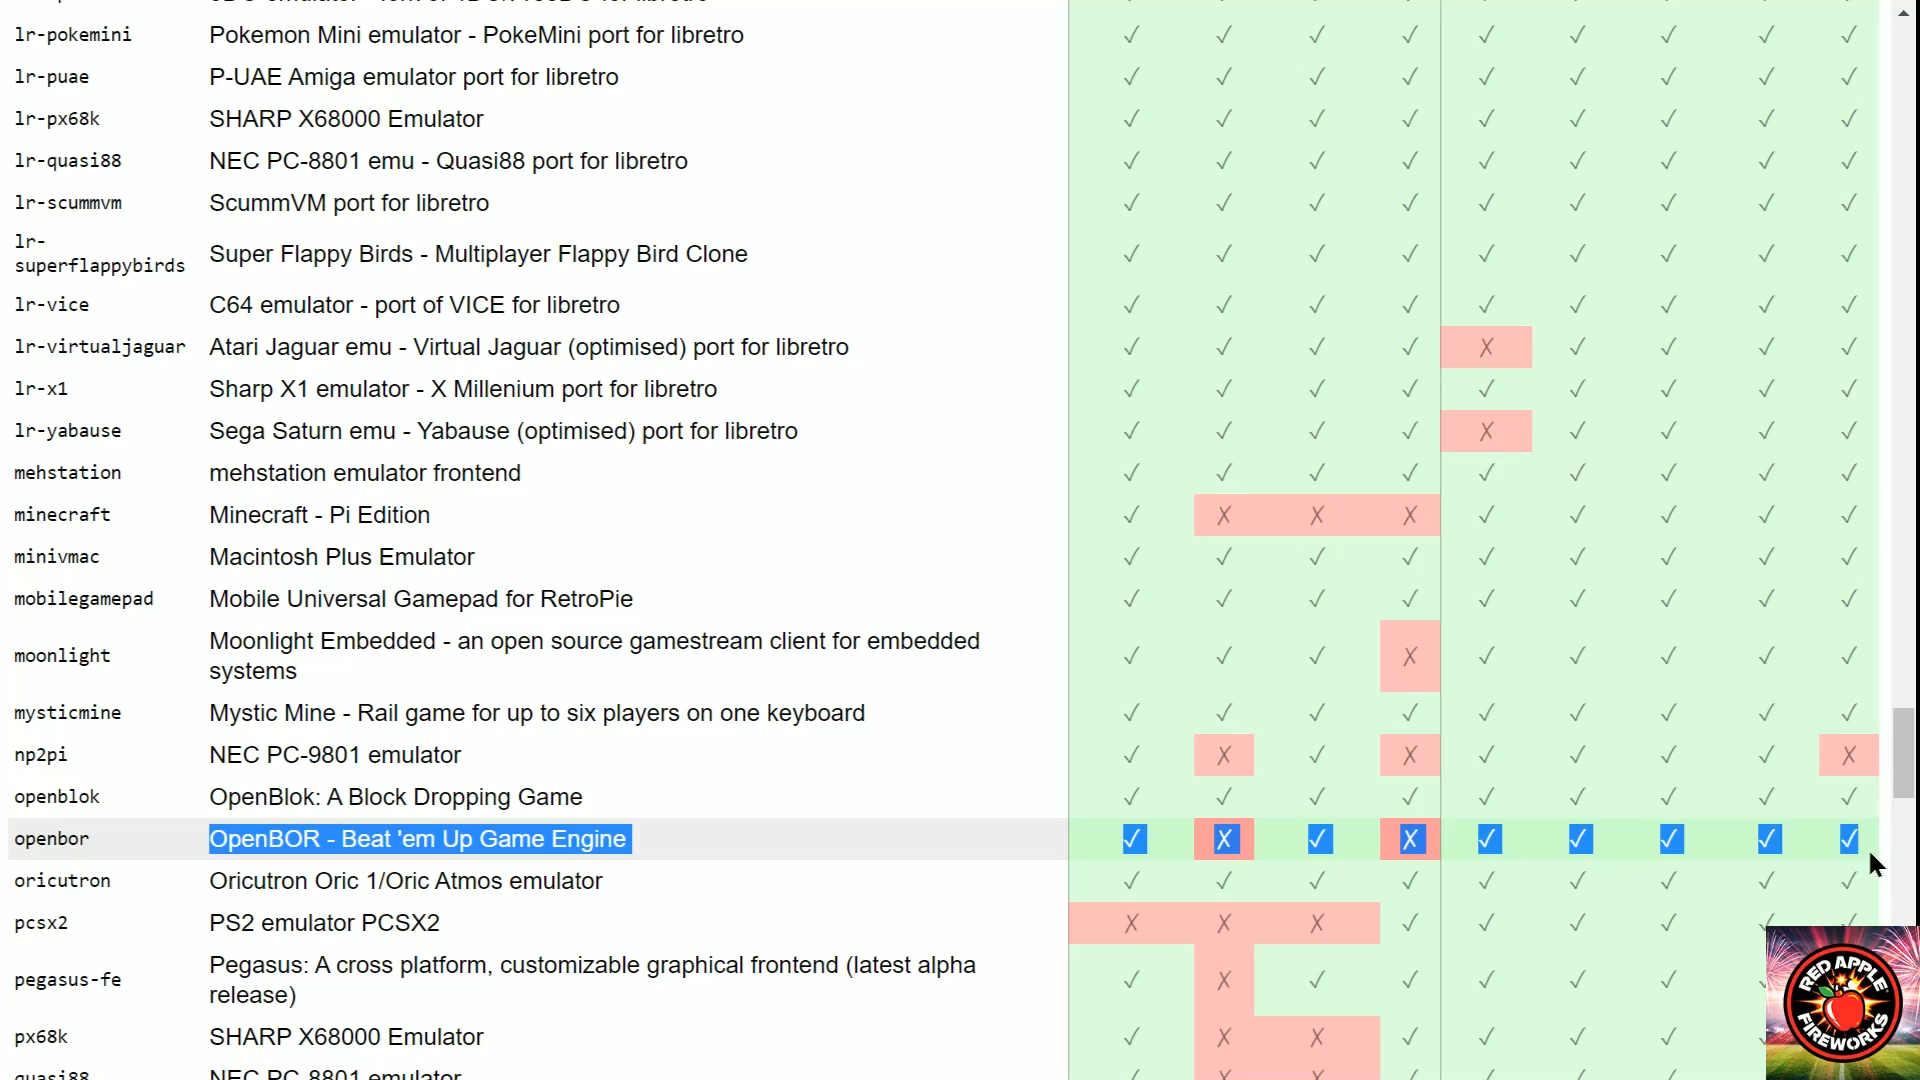 lr-pokemini Pokemon Mini emulator - PokeMini port for libretro ✓ ✓ ✓ ✓ ✓ ✓ ✓ ✓ ✓
lr-puae P-UAE Amiga emulator port for libretro ✓ ✓ ✓ ✓ ✓ ✓ ✓ ✓ ✓
lr-px68k SHARP X68000 Emulator ✓ ✓ ✓ ✓ ✓ ✓ ✓ ✓ ✓
lr-quasi88 NEC PC-8801 emu - Quasi88 port for libretro ✓ ✓ ✓ ✓ ✓ ✓ ✓ ✓ ✓
lr-scummvm ScummVM port for libretro ✓ ✓ ✓ ✓ ✓ ✓ ✓ ✓ ✓
lr-
superflappybirds Super Flappy Birds - Multiplayer Flappy Bird Clone ✓ ✓ ✓ ✓ ✓ ✓ ✓ ✓ ✓
lr-vice C64 emulator - port of VICE for libretro ✓ ✓ ✓ ✓ ✓ ✓ ✓ ✓ ✓
lr-virtualjaguar Atari Jaguar emu - Virtual Jaguar (optimised) port for libretro ✓ ✓ ✓ ✓ ✗ ✓ ✓ ✓ ✓
lr-x1 Sharp X1 emulator - X Millenium port for libretro ✓ ✓ ✓ ✓ ✓ ✓ ✓ ✓ ✓
lr-yabause Sega Saturn emu - Yabause (optimised) port for libretro ✓ ✓ ✓ ✓ ✗ ✓ ✓ ✓ ✓
mehstation mehstation emulator frontend ✓ ✓ ✓ ✓ ✓ ✓ ✓ ✓ ✓
minecraft Minecraft - Pi Edition ✓ ✗ ✗ ✗ ✓ ✓ ✓ ✓ ✓
minivmac Macintosh Plus Emulator ✓ ✓ ✓ ✓ ✓ ✓ ✓ ✓ ✓
mobilegamepad Mobile Universal Gamepad for RetroPie ✓ ✓ ✓ ✓ ✓ ✓ ✓ ✓ ✓
moonlight Moonlight Embedded - an open source gamestream client for embedded
systems ✓ ✓ ✓ ✗ ✓ ✓ ✓ ✓ ✓
mysticmine Mystic Mine - Rail game for up to six players on one keyboard ✓ ✓ ✓ ✓ ✓ ✓ ✓ ✓ ✓
np2pi NEC PC-9801 emulator ✓ ✗ ✓ ✗ ✓ ✓ ✓ ✓ ✗
openblok OpenBlok: A Block Dropping Game ✓ ✓ ✓ ✓ ✓ ✓ ✓ ✓ ✓
openbor OpenBOR - Beat 'em Up Game Engine ✓ ✗ ✓ ✗ ✓ ✓ ✓ ✓ ✓
oricutron Oricutron Oric 1/Oric Atmos emulator ✓ ✓ ✓ ✓ ✓ ✓ ✓ ✓ ✓
pcsx2 PS2 emulator PCSX2 ✗ ✗ ✗ ✓ ✓ ✓ ✓ ✓ ✓
pegasus-fe Pegasus: A cross platform, customizable graphical frontend (latest alpha
release) ✓ ✗ ✓ ✓ ✓ ✓ ✓
px68k SHARP X68000 Emulator ✓ ✗ ✗ ✓ ✓ ✓ ✓
quasi88 NEC PC-8801 emulator
RED APPLE
FIREWORKS